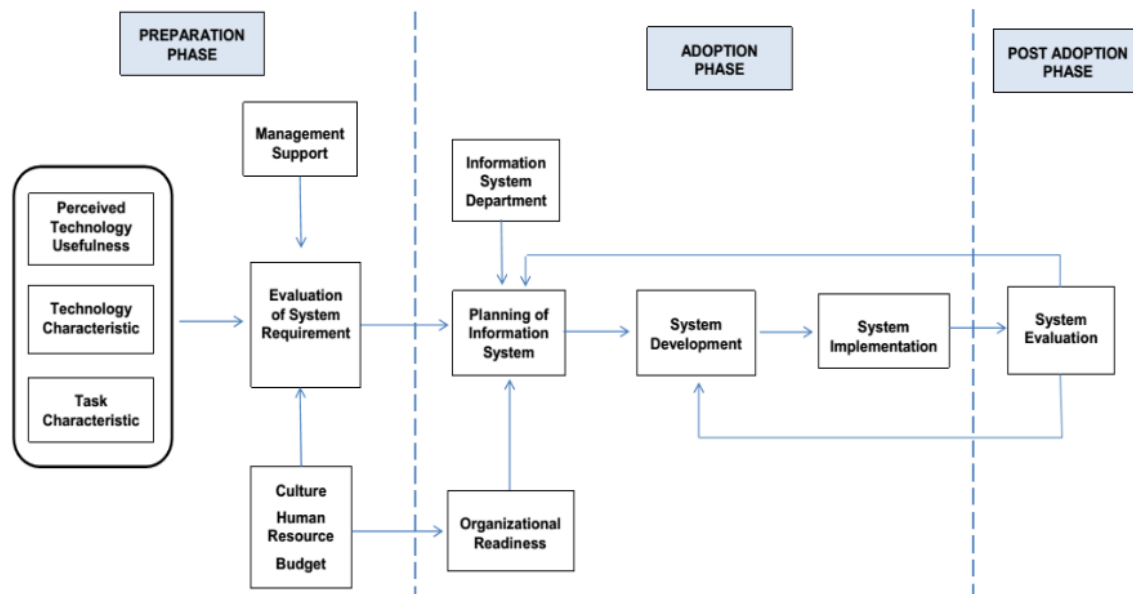 PREPARATION
PHASE
ADOPTION
PHASE
POST ADOPTION
PHASE
Management
Support
Information
System
Department
Perceived
Technology
Usefulness
Technology
Characteristic
Task
Characteristic
Evaluation
of System
Requirement
Planning of
Information
System
System
Development
System
Implementation
System
Evaluation
Culture
Human
Resource
Budget
Organizational
Readiness